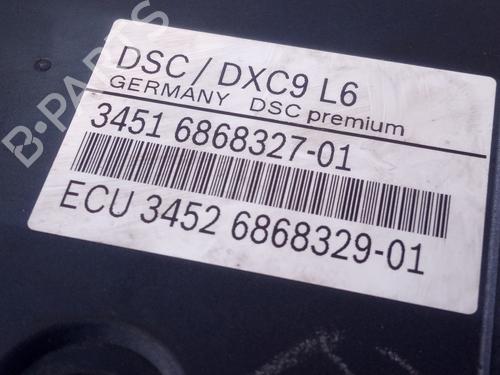 B-PARTS
DSC / DXC9 L6
GERMANY DSC premium
3451 6868327-01
ECU 3452 6868329-01